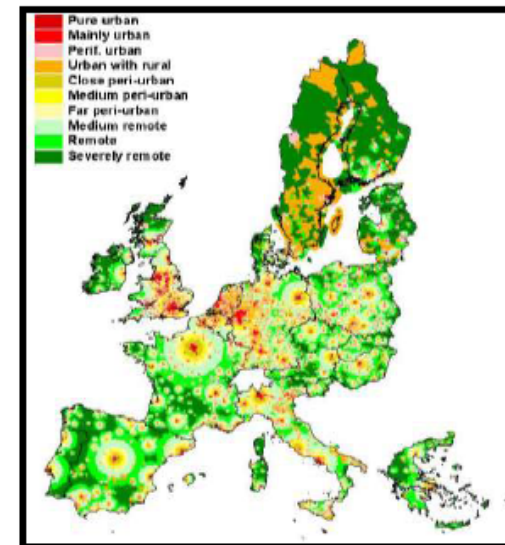 Pure urban
Mainly urban
Perif. urban
Urban with rural
Close peri-urban
Medium peri-urban
Far peri-urban
Medium remote
Remote
Severely remote